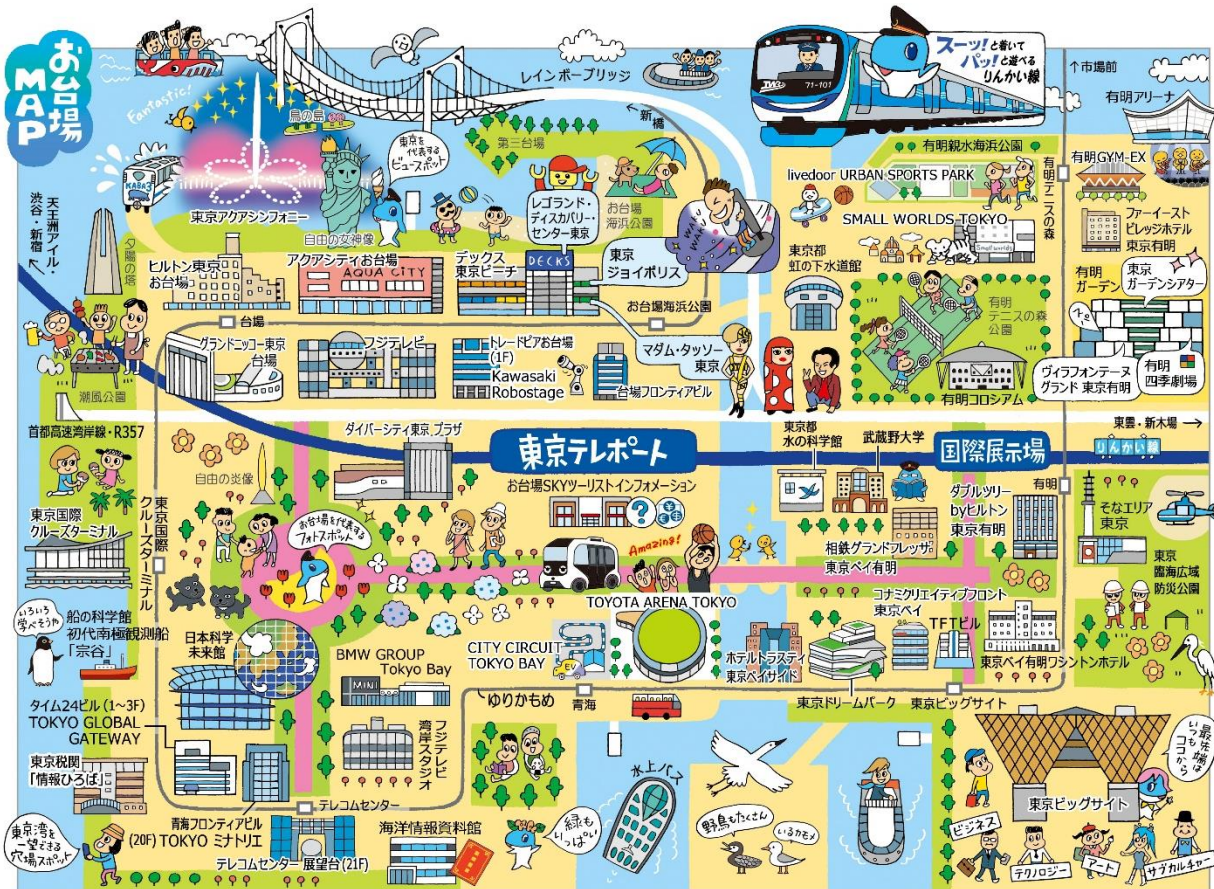 お台場
MAP
Fantastic!
鳥の島
レインボーブリッジ
TWR
71-101
スーッ!と着いて
パッ!と遊べる
りんかい線
↑市場前
有明アリーナ
←新橋
第三台場
東京を
代表する
ビュースポット
KABA3
東京アクアシンフォニー
自由の女神像
レゴランド・
ディスカバリー・
センター東京
お台場
海浜公園
WAKU
WAKU
有明親水海浜公園
livedoor URBAN SPORTS PARK
有明テニスの森
有明GYM-EX
SMALL WORLDS TOKYO
Small worlds
ファーイースト
ビレッジホテル
東京有明
天王洲アイル・
渋谷・新宿
夕陽の塔
ヒルトン東京
お台場
アクアシティお台場
AQUA CiTY
デックス
東京ビーチ
DECKS
東京
ジョイポリス
お台場海浜公園
東京都
虹の下水道館
有明
テニスの森
公園
有明
ガーデン
東京
ガーデンシアター
台場
グランドニッコー東京
台場
フジテレビ
トレードピアお台場
(1F)
Kawasaki
Robostage
台場フロンティアビル
マダム・タッソー
東京
有明コロシアム
ヴィラフォンテーヌ
グランド 東京有明
有明
四季劇場
潮風公園
首都高速湾岸線・R357
ダイバーシティ東京 プラザ
東京テレポート
東京都
水の科学館
武蔵野大学
国際展示場
東雲・新木場→
りんかい線
自由の炎像
お台場SKYツーリストインフォメーション
?
ダブルツリー
byヒルトン
東京有明
有明
そなエリア
東京
東京国際
クルーズターミナル
東京国際
クルーズターミナル
お台場を代表する
フォトスポット
Amazing!
相鉄グランドフレッサ
東京ベイ有明
東京
臨海広域
防災公園
TOYOTA ARENA TOKYO
コナミクリエイティブフロント
東京ベイ
TFTビル
いろいろ
学べそうや
船の科学館
初代南極観測船
「宗谷」
日本科学
未来館
BMW GROUP
Tokyo Bay
MINI
CITY CIRCUIT
TOKYO BAY
EV
ホテルトラスティ
東京ベイサイド
東京ベイ有明ワシントンホテル
ゆりかもめ
青海
東京ドリームパーク
東京ビッグサイト
タイム24ビル(1~3F)
TOKYO GLOBAL
GATEWAY
フジテレビ
湾岸スタジオ
東京税関
「情報ひろば」
水上バス
最先端は
いつも
ココから
東京ビッグサイト
テレコムセンター
青海フロンティアビル
(20F) TOKYO ミナトリエ
テレコムセンター 展望台(21F)
海洋情報資料館
緑も
いっぱい
野鳥もたくさん
いるカモメ
東京湾を
一望できる
穴場スポット
ビジネス
テクノロジー
アート
サブカルチャー